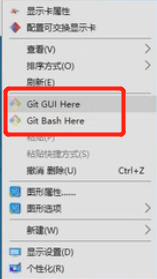 显示卡属性
配置可交换显示卡
查看(V)
排序方式(O)
刷新(E)
Git GUI Here
Git Bash Here
粘贴(P)
粘贴快捷方式(S)
撤消 删除(U) Ctrl+Z
图形属性......
图形选项
新建(W)
显示设置(D)
个性化(R)